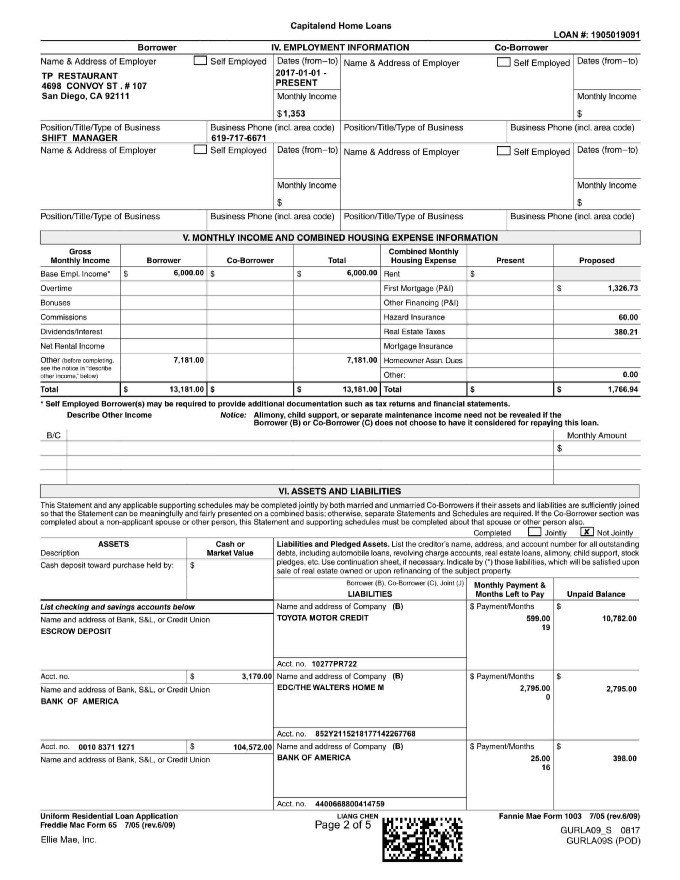 Capitalend Home Loans
LOAN #: 1905019091
Borrower IV. EMPLOYMENT INFORMATION Co-Borrower
Name & Address of Employer Self Employed Dates (from–to) Name & Address of Employer Self Employed Dates (from–to)
TP RESTAURANT 2017-01-01 -
4698 CONVOY ST . # 107 PRESENT
San Diego, CA 92111 Monthly Income Monthly Income
$ 1,353 $
Position/Title/Type of Business Business Phone (incl. area code) Position/Title/Type of Business Business Phone (incl. area code)
SHIFT MANAGER 619-717-6671
Name & Address of Employer Self Employed Dates (from–to) Name & Address of Employer Self Employed Dates (from–to)
Monthly Income Monthly Income
$ $
Position/Title/Type of Business Business Phone (incl. area code) Position/Title/Type of Business Business Phone (incl. area code)
V. MONTHLY INCOME AND COMBINED HOUSING EXPENSE INFORMATION
Gross Combined Monthly
Monthly Income Borrower Co-Borrower Total Housing Expense Present Proposed
Base Empl. Income* $ 6,000.00 $ $ 6,000.00 Rent $
Overtime First Mortgage (P&I) $ 1,326.73
Bonuses Other Financing (P&I)
Commissions Hazard Insurance 60.00
Dividends/Interest Real Estate Taxes 380.21
Net Rental Income Mortgage Insurance
Other (before completing, 7,181.00 7,181.00 Homeowner Assn. Dues
see the notice in "describe
other income," below) Other: 0.00
Total $ 13,181.00 $ $ 13,181.00 Total $ $ 1,766.94
* Self Employed Borrower(s) may be required to provide additional documentation such as tax returns and financial statements.
Describe Other Income Notice: Alimony, child support, or separate maintenance income need not be revealed if the
Borrower (B) or Co-Borrower (C) does not choose to have it considered for repaying this loan.
B/C Monthly Amount
$
VI. ASSETS AND LIABILITIES
This Statement and any applicable supporting schedules may be completed jointly by both married and unmarried Co-Borrowers if their assets and liabilities are sufficiently joined
so that the Statement can be meaningfully and fairly presented on a combined basis; otherwise, separate Statements and Schedules are required. If the Co-Borrower section was
completed about a non-applicant spouse or other person, this Statement and supporting schedules must be completed about that spouse or other person also.
Completed Jointly X Not Jointly
ASSETS Cash or Liabilities and Pledged Assets. List the creditor's name, address, and account number for all outstanding
Description Market Value debts, including automobile loans, revolving charge accounts, real estate loans, alimony, child support, stock
Cash deposit toward purchase held by: $ pledges, etc. Use continuation sheet, if necessary. Indicate by (*) those liabilities, which will be satisfied upon
sale of real estate owned or upon refinancing of the subject property.
Borrower (B), Co-Borrower (C), Joint (J) Monthly Payment &
LIABILITIES Months Left to Pay Unpaid Balance
List checking and savings accounts below Name and address of Company (B) $ Payment/Months $
Name and address of Bank, S&L, or Credit Union TOYOTA MOTOR CREDIT 599.00 10,782.00
ESCROW DEPOSIT 19
Acct. no. 10277PR722
Acct. no. $ 3,170.00 Name and address of Company (B) $ Payment/Months $
Name and address of Bank, S&L, or Credit Union EDC/THE WALTERS HOME M 2,795.00 2,795.00
BANK OF AMERICA 0
Acct. no. 852Y2115218177142267768
Acct. no. 0010 8371 1271 $ 104,572.00 Name and address of Company (B) $ Payment/Months $
Name and address of Bank, S&L, or Credit Union BANK OF AMERICA 25.00 398.00
16
Acct. no. 4400668800414759
Uniform Residential Loan Application LIANG CHEN Fannie Mae Form 1003 7/05 (rev.6/09)
Freddie Mac Form 65 7/05 (rev.6/09) Page 2 of 5
GURLA09_S 0817
Ellie Mae, Inc. GURLA09S (POD)